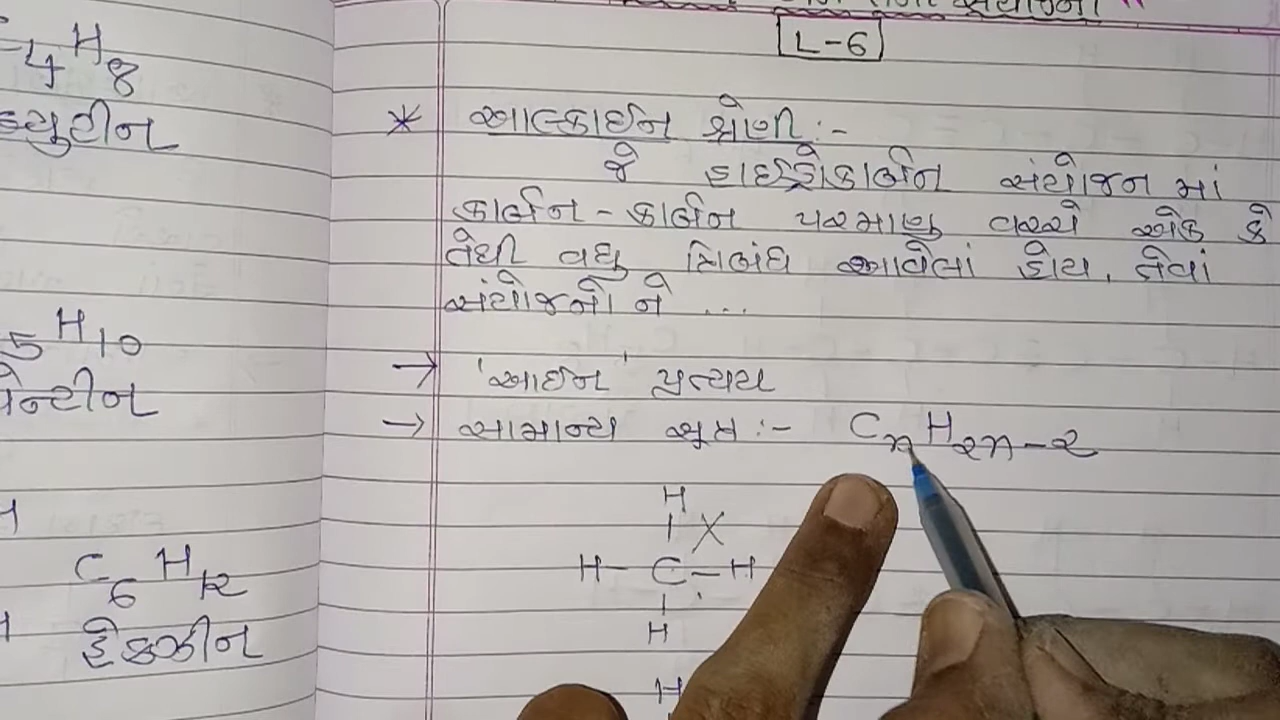 C4H8
બ્યુટીન
5H10
પેન્ટીન
H
C6H12
હેક્ઝીન
L-6
* આલ્કાઈન શ્રેણી :-
જે હાઈડ્રોકાર્બન સંયોજન માં
કાર્બન - કાર્બન પરમાણુ વચ્ચે એક કે
તેથી વધુ ત્રિબંધ આવેલાં હોય, તેવાં
સંયોજનો ને ...
→ 'આઈન' પ્રત્યય
→ સામાન્ય સૂત્ર :- CnH2n-2
H
X
H-C-H
H
H